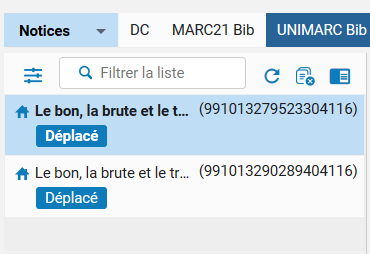 Notices DC MARC21 Bib UNIMARC Bib
Filtrer la liste
Le bon, la brute et le t... (991013279523304116)
Déplacé
Le bon, la brute et le tr... (991013290289404116)
Déplacé